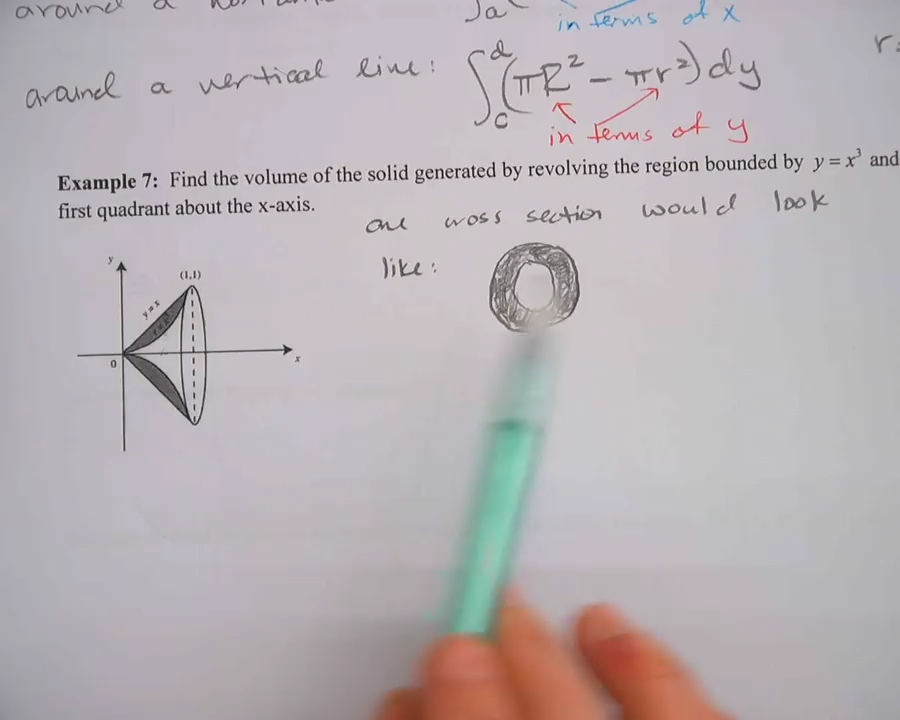 around a
∫a in terms of x
around a vertical line: ∫c^d (πR² − πr²) dy r
in terms of y
Example 7: Find the volume of the solid generated by revolving the region bounded by y = x³ and
first quadrant about the x-axis.
one cross section would look
like:
y
(1,1)
y = x
0
x